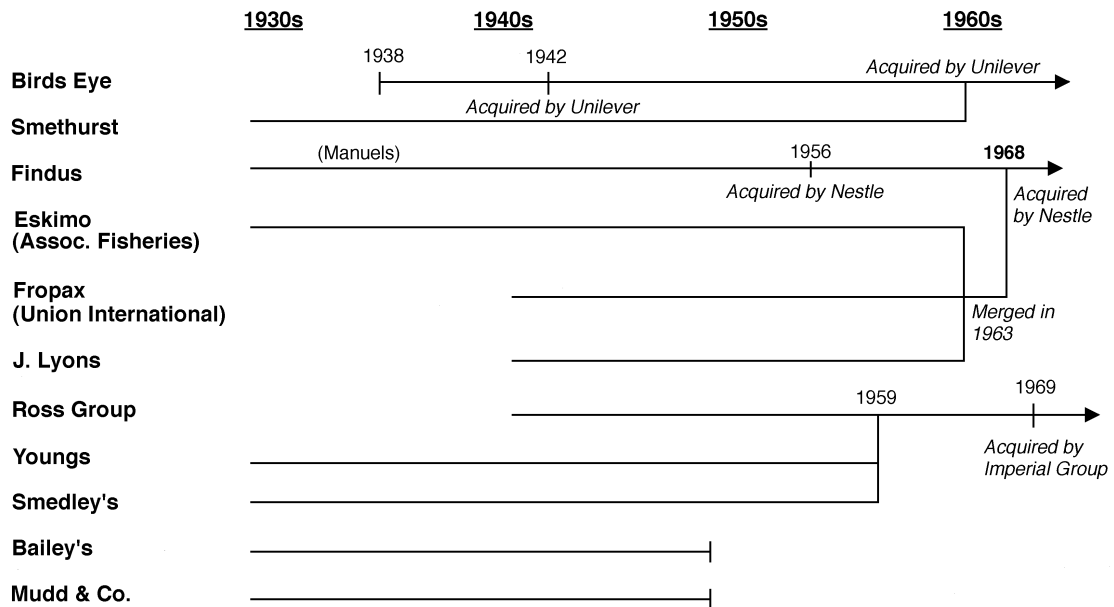 1930s 1940s 1950s 1960s
1938 1942
Acquired by Unilever
Birds Eye
Acquired by Unilever
Smethurst
(Manuels) 1956 1968
Findus
Acquired by Nestle
Acquired
by Nestle
Eskimo
(Assoc. Fisheries)
Fropax
(Union International)
Merged in
1963
J. Lyons
1959 1969
Ross Group
Acquired by
Imperial Group
Youngs
Smedley's
Bailey's
Mudd & Co.